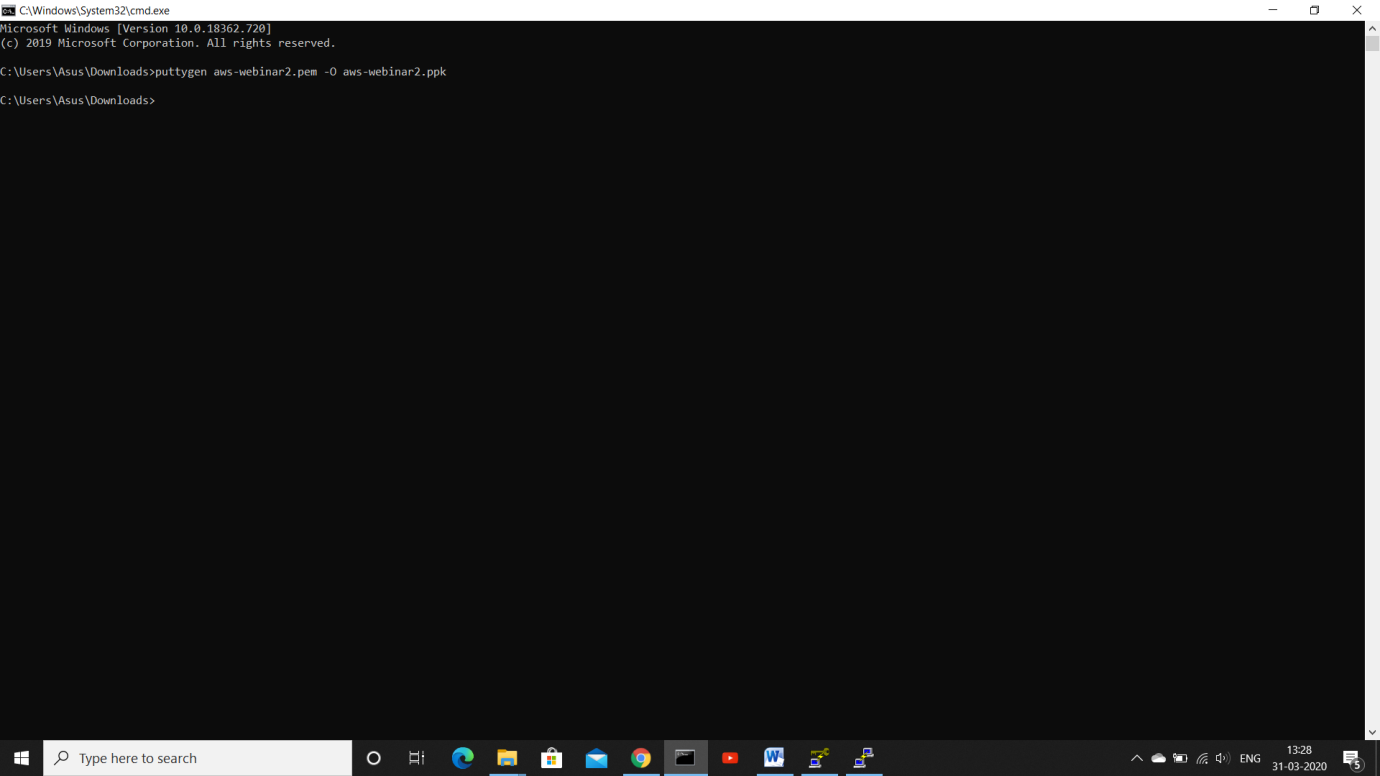 C:\Windows\System32\cmd.exe
Microsoft Windows [Version 10.0.18362.720]
(c) 2019 Microsoft Corporation. All rights reserved.
C:\Users\Asus\Downloads>puttygen aws-webinar2.pem -O aws-webinar2.ppk
C:\Users\Asus\Downloads>
Type here to search
ENG
13:28
31-03-2020
5